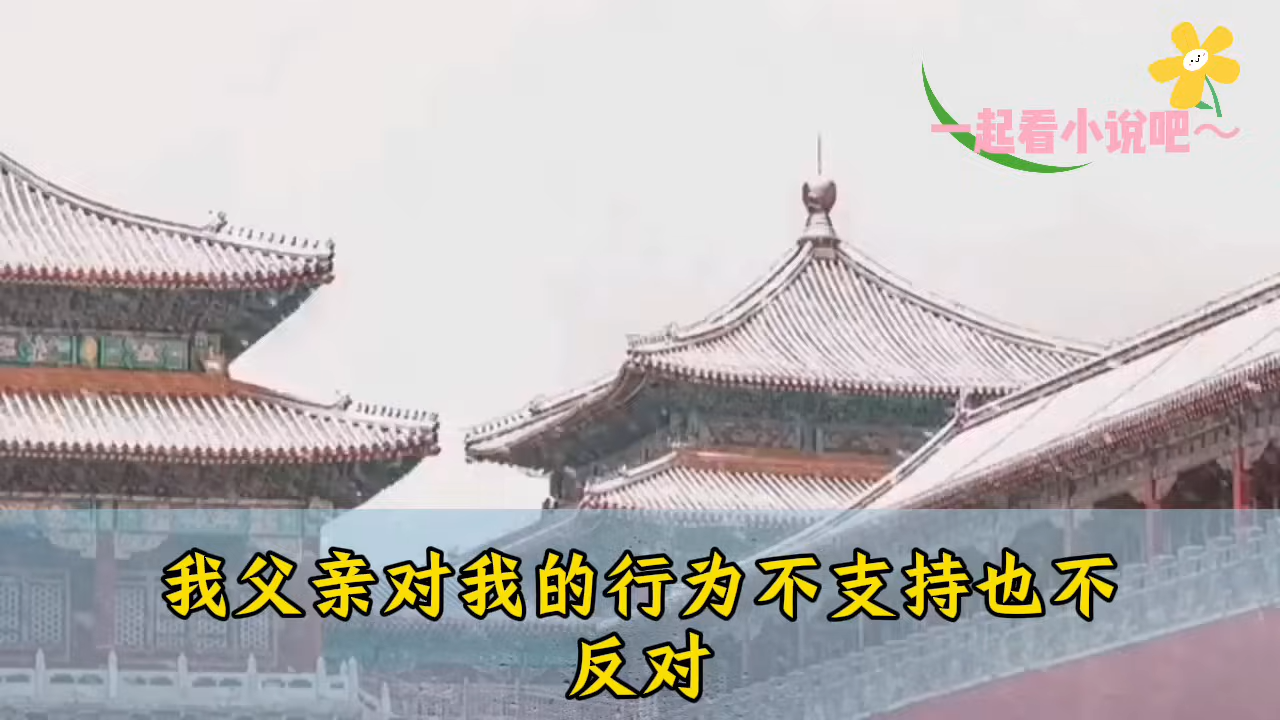 一起看小说吧～
我父亲对我的行为不支持也不
反对